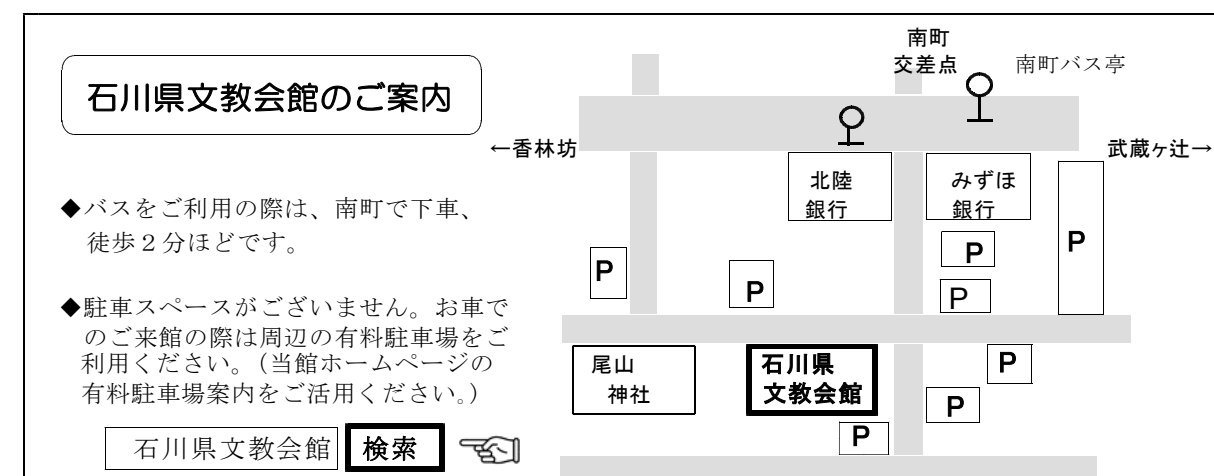 石川県文教会館のご案内
◆バスをご利用の際は、南町で下車、
徒歩２分ほどです。
◆駐車スペースがございません。お車で
のご来館の際は周辺の有料駐車場をご
利用ください。（当館ホームページの
有料駐車場案内をご活用ください。）
石川県文教会館 検索
南町
交差点
南町バス亭
←香林坊
武蔵ヶ辻→
北陸
銀行
みずほ
銀行
P
P
P
P
P
尾山
神社
石川県
文教会館
P
P
P